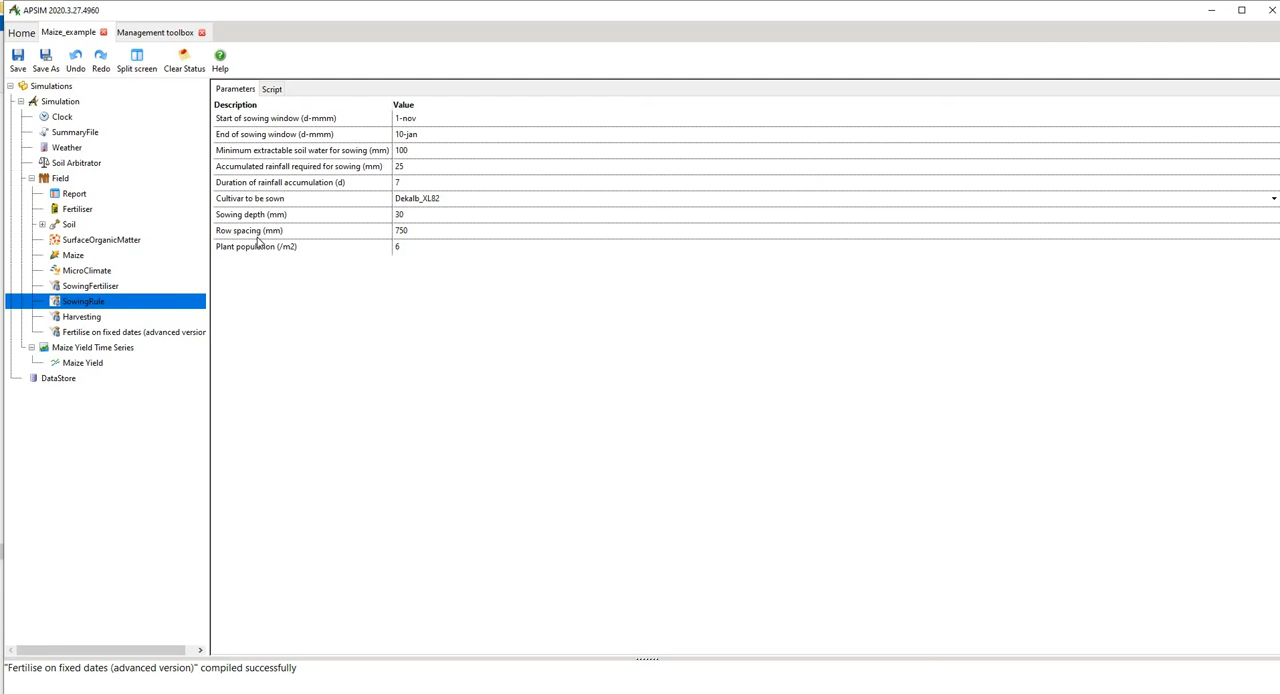 APSIM 2020.3.27.4960
Home Maize_example Management toolbox
Save Save As Undo Redo Split screen Clear Status Help
Simulations
Simulation
Clock
SummaryFile
Weather
Soil Arbitrator
Field
Report
Fertiliser
Soil
SurfaceOrganicMatter
Maize
MicroClimate
SowingFertiliser
SowingRule
Harvesting
Fertilise on fixed dates (advanced version
Maize Yield Time Series
Maize Yield
DataStore
Parameters Script
Description Value
Start of sowing window (d-mmm) 1-nov
End of sowing window (d-mmm) 10-jan
Minimum extractable soil water for sowing (mm) 100
Accumulated rainfall required for sowing (mm) 25
Duration of rainfall accumulation (d) 7
Cultivar to be sown Dekalb_XL82
Sowing depth (mm) 30
Row spacing (mm) 750
Plant population (/m2) 6
"Fertilise on fixed dates (advanced version)" compiled successfully